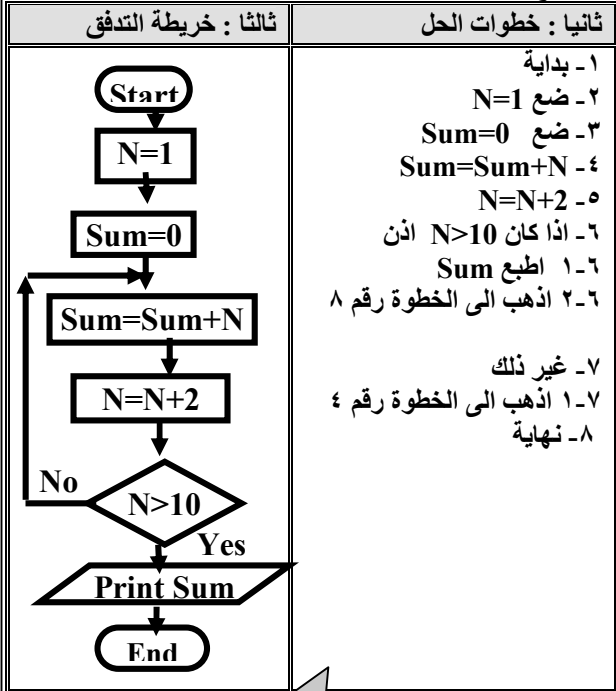 ثانيا : خطوات الحل
١- بداية
٢- ضع N=1
٣- ضع Sum=0
٤- Sum=Sum+N
٥- N=N+2
٦- اذا كان N>10 اذن
٦-١ اطبع Sum
٦-٢ اذهب الى الخطوة رقم ٨
٧- غير ذلك
٧-١ اذهب الى الخطوة رقم ٤
٨- نهاية
ثالثا : خريطة التدفق
Start
N=1
Sum=0
Sum=Sum+N
N=N+2
No
N>10
Yes
Print Sum
End